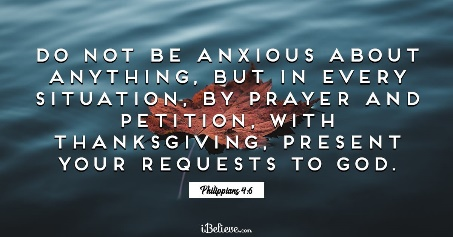 DO NOT BE ANXIOUS ABOUT
ANYTHING, BUT IN EVERY
SITUATION, BY PRAYER AND
PETITION, WITH
THANKSGIVING, PRESENT
YOUR REQUESTS TO GOD.
Philippians 4:6
iBelieve.com